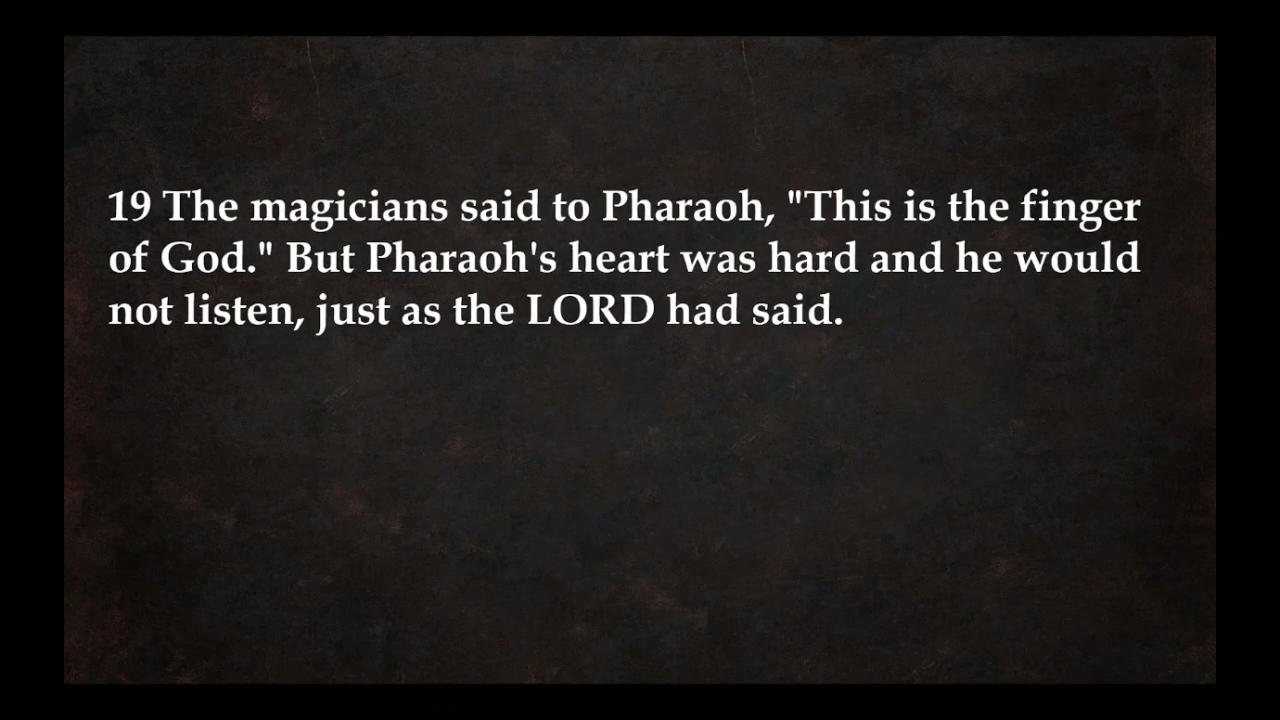 19 The magicians said to Pharaoh, "This is the finger
of God." But Pharaoh's heart was hard and he would
not listen, just as the LORD had said.